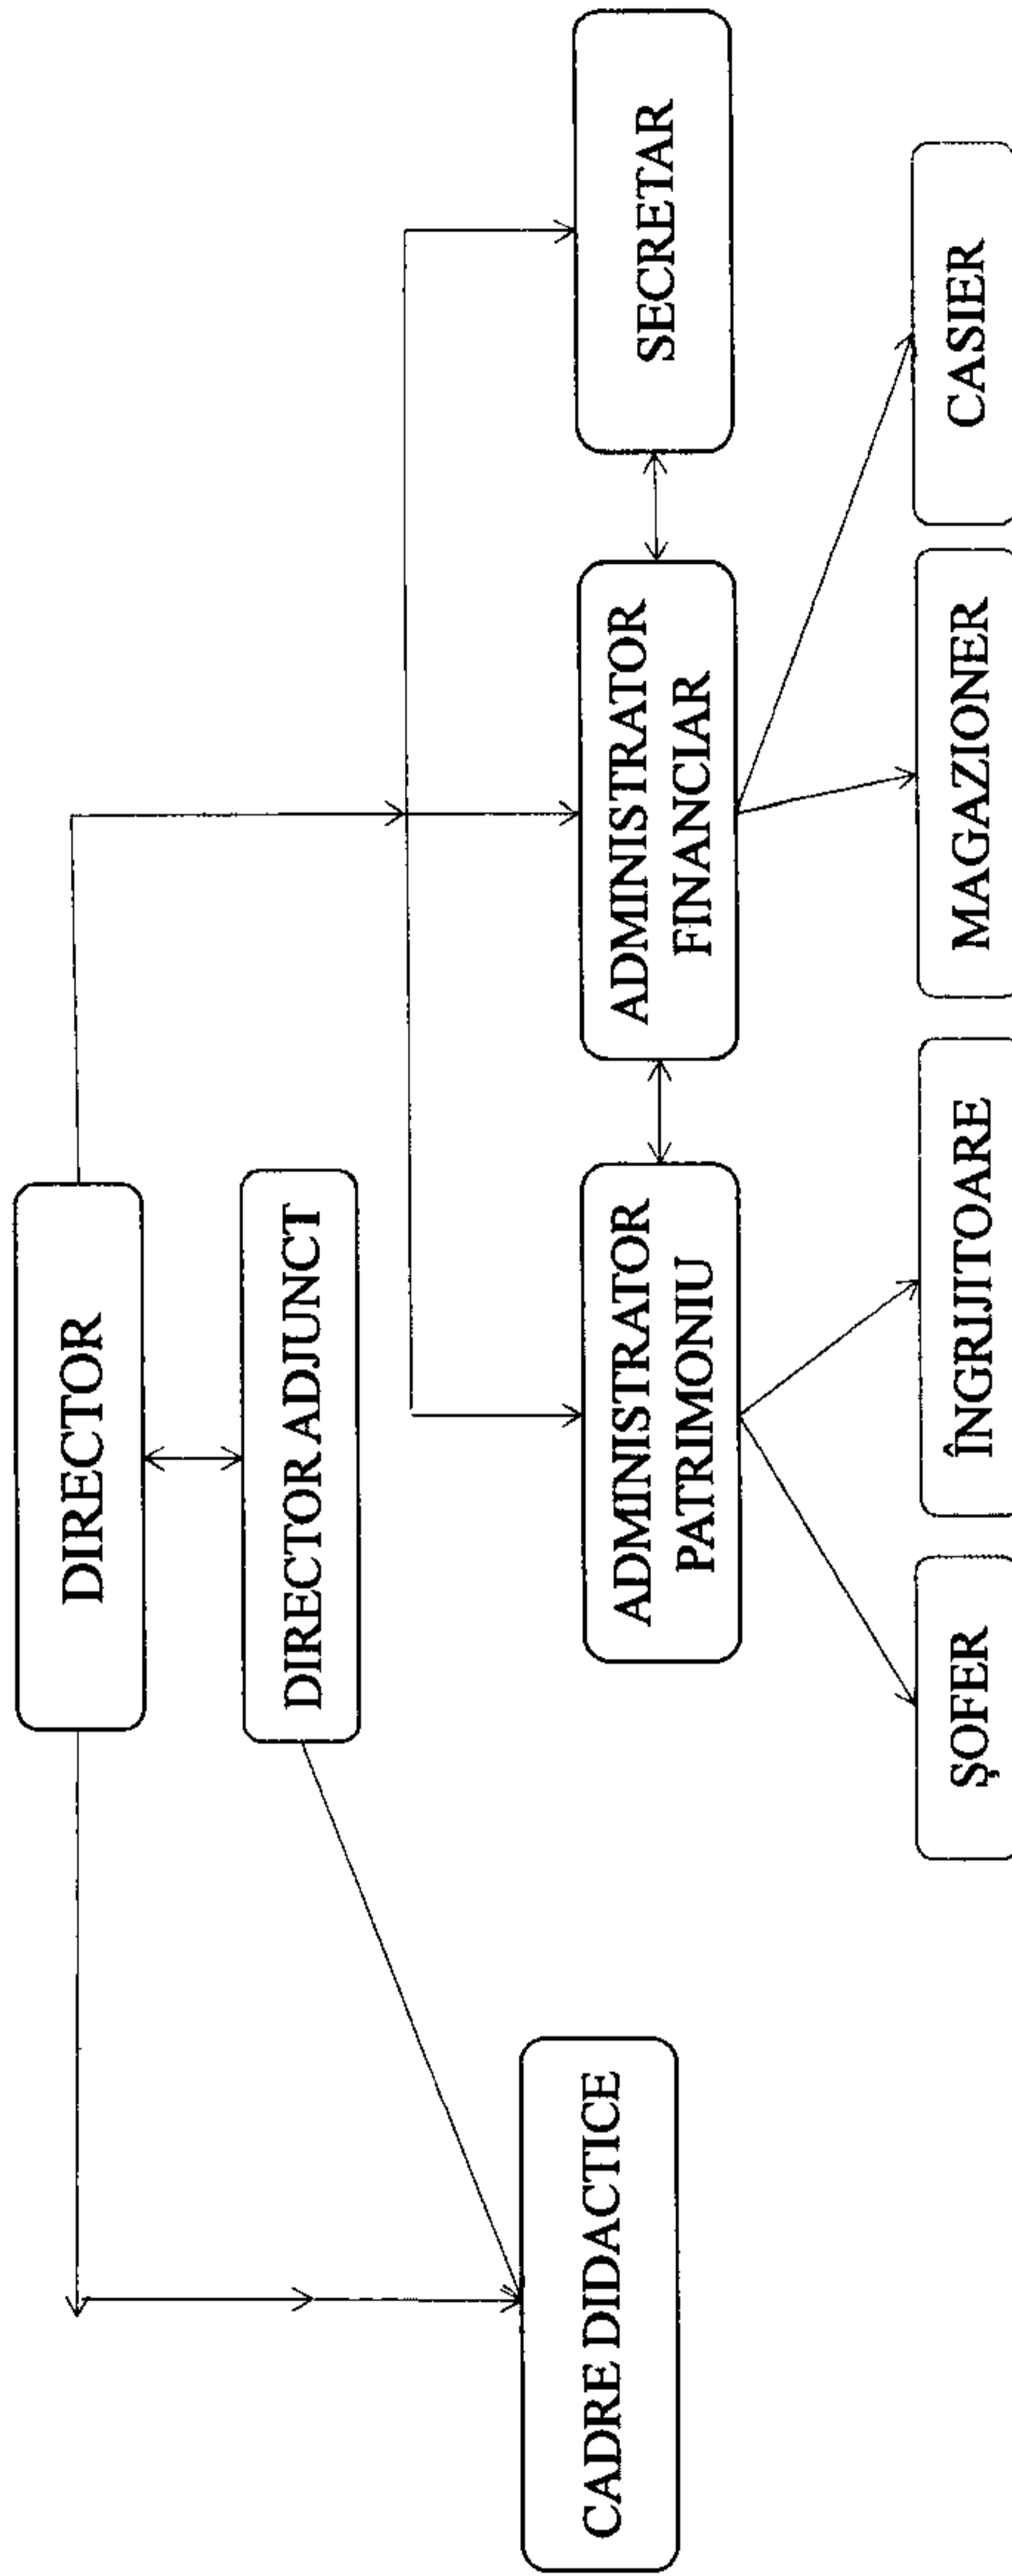 DIRECTOR
DIRECTOR ADJUNCT
CADRE DIDACTICE
ADMINISTRATOR
PATRIMONIU
ADMINISTRATOR
FINANCIAR
SECRETAR
ŞOFER
ÎNGRIJITOARE
MAGAZIONER
CASIER